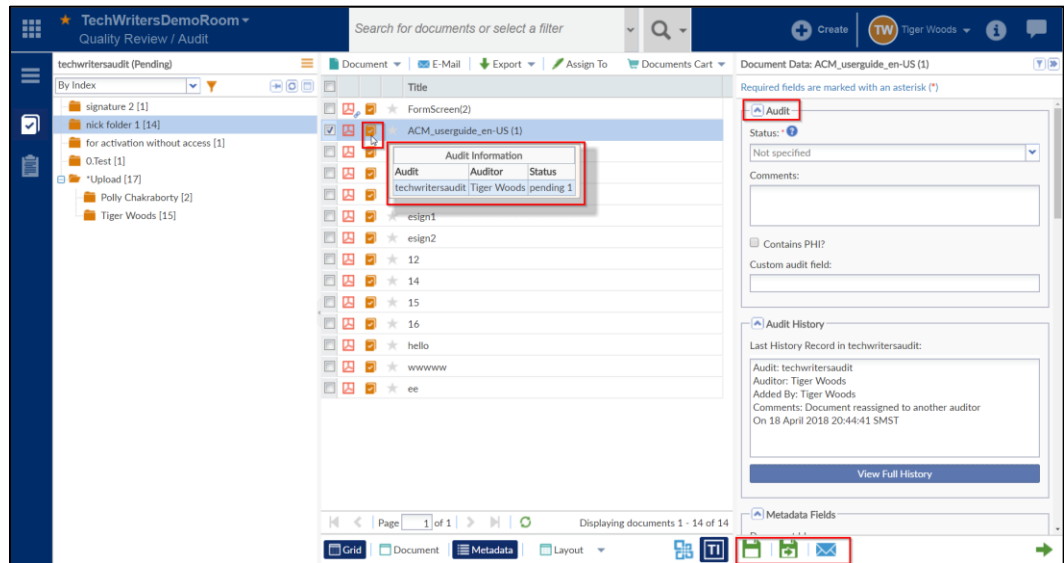 TechWritersDemoRoom
Quality Review / Audit
Search for documents or select a filter
Create
TW
Tiger Woods
techwritersaudit (Pending)
By Index
signature 2 [1]
nick folder 1 [14]
for activation without access [1]
0.Test [1]
*Upload [17]
Polly Chakraborty [2]
Tiger Woods [15]
Document
E-Mail
Export
Assign To
Documents Cart
Title
FormScreen(2)
ACM_userguide_en-US (1)
Audit Information
Audit Auditor Status
techwritersaudit Tiger Woods pending 1
esign1
esign2
12
14
15
16
hello
wwwww
ee
Page 1 of 1
Displaying documents 1 - 14 of 14
Grid
Document
Metadata
Layout
TI
Document Data: ACM_userguide_en-US (1)
Required fields are marked with an asterisk (*)
Audit
Status: *
Not specified
Comments:
Contains PHI?
Custom audit field:
Audit History
Last History Record in techwritersaudit:
Audit: techwritersaudit
Auditor: Tiger Woods
Added By: Tiger Woods
Comments: Document reassigned to another auditor
On 18 April 2018 20:44:41 SMST
View Full History
Metadata Fields